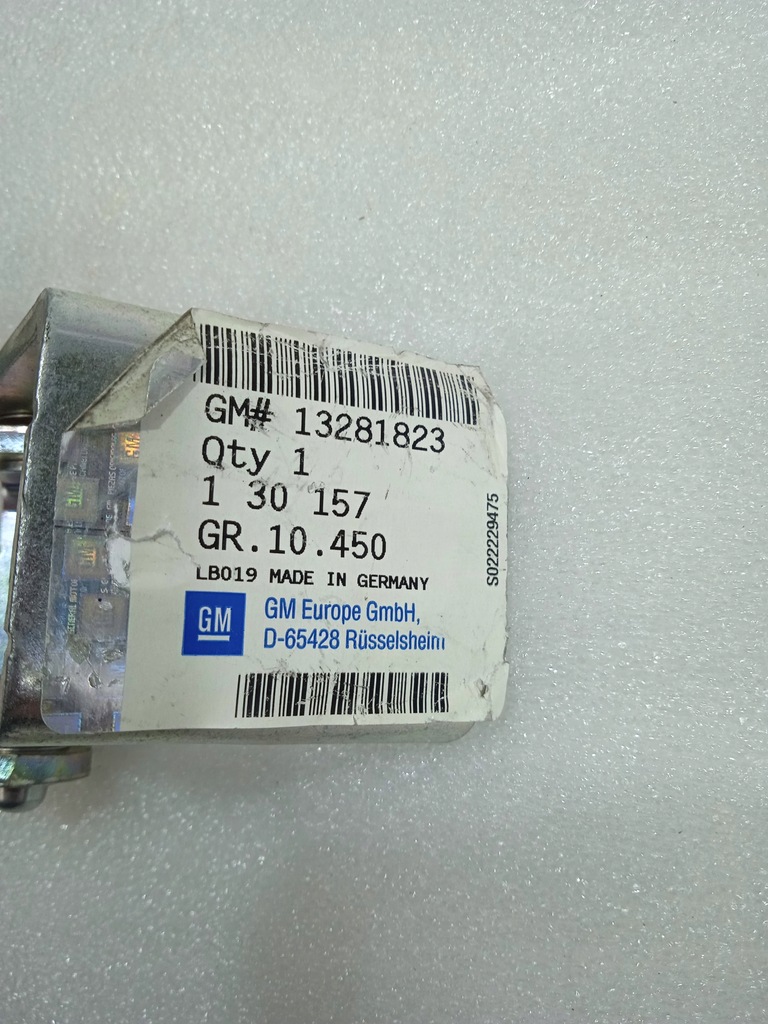 GM# 13281823
Qty 1
1 30 157
GR.10.450
LB019 MADE IN GERMANY
GM
GM Europe GmbH,
D-65428 Rüsselsheim
S022229475